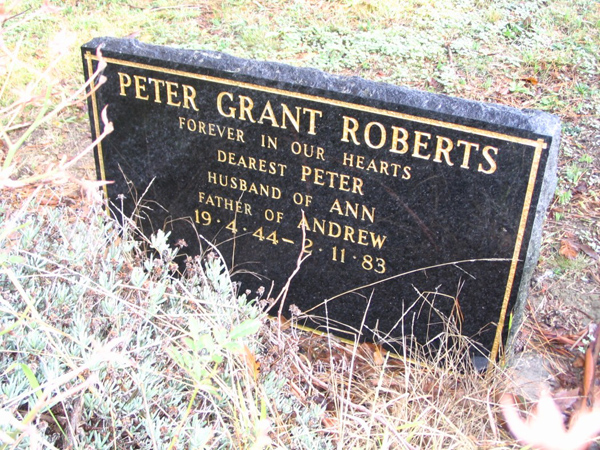 PETER GRANT ROBERTS
FOREVER IN OUR HEARTS
DEAREST PETER
HUSBAND OF ANN
FATHER OF ANDREW
19·4·44–2·11·83